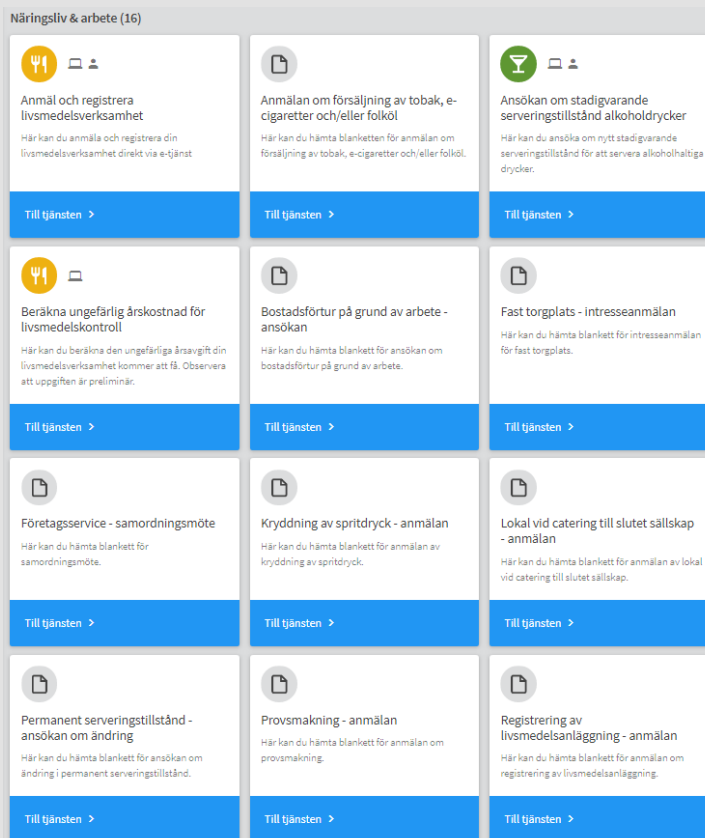 Näringsliv & arbete (16)
Anmäl och registrera
livsmedelsverksamhet
Här kan du anmäla och registrera din
livsmedelsverksamhet direkt via e-tjänst
Till tjänsten
Anmälan om försäljning av tobak, e-
cigaretter och/eller folköl
Här kan du hämta blanketten för anmälan om
försäljning av tobak, e-cigaretter och/eller folköl.
Till tjänsten
Ansökan om stadigvarande
serveringstillstånd alkoholdrycker
Här kan du ansöka om nytt stadigvarande
serveringstillstånd för att servera alkoholhaltiga
drycker.
Till tjänsten
Beräkna ungefärlig årskostnad för
livsmedelskontroll
Här kan du beräkna den ungefärliga årsavgift din
livsmedelsverksamhet kommer att få. Observera
att uppgiften är preliminär.
Till tjänsten
Bostadsförtur på grund av arbete -
ansökan
Här kan du hämta blankett för ansökan om
bostadsförtur på grund av arbete.
Till tjänsten
Fast torgplats - intresseanmälan
Här kan du hämta blankett för intresseanmälan
för fast torgplats.
Till tjänsten
Företagsservice - samordningsmöte
Här kan du hämta blankett för
samordningsmöte.
Till tjänsten
Kryddning av spritdryck - anmälan
Här kan du hämta blankett för anmälan av
kryddning av spritdryck.
Till tjänsten
Lokal vid catering till slutet sällskap
- anmälan
Här kan du hämta blankett för anmälan av lokal
vid catering till slutet sällskap.
Till tjänsten
Permanent serveringstillstånd -
ansökan om ändring
Här kan du hämta blankett för ansökan om
ändring i permanent serveringstillstånd.
Till tjänsten
Provsmakning - anmälan
Här kan du hämta blankett för anmälan om
provsmakning.
Till tjänsten
Registrering av
livsmedelsanläggning - anmälan
Här kan du hämta blankett för anmälan om
registrering av livsmedelsanläggning.
Till tjänsten